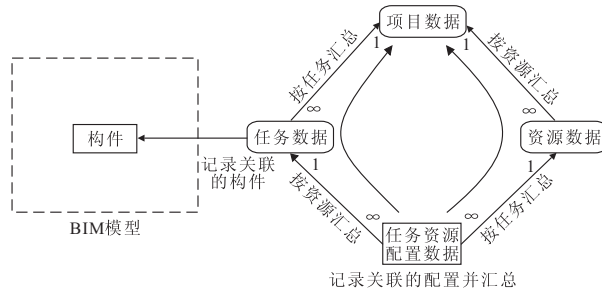 项目数据
1
1
按任务汇总
按资源汇总
∞
∞
构件
任务数据
资源数据
记录关联
的构件
1
1
按资源汇总
按任务汇总
∞
∞
任务资源
配置数据
BIM模型
记录关联的配置并汇总